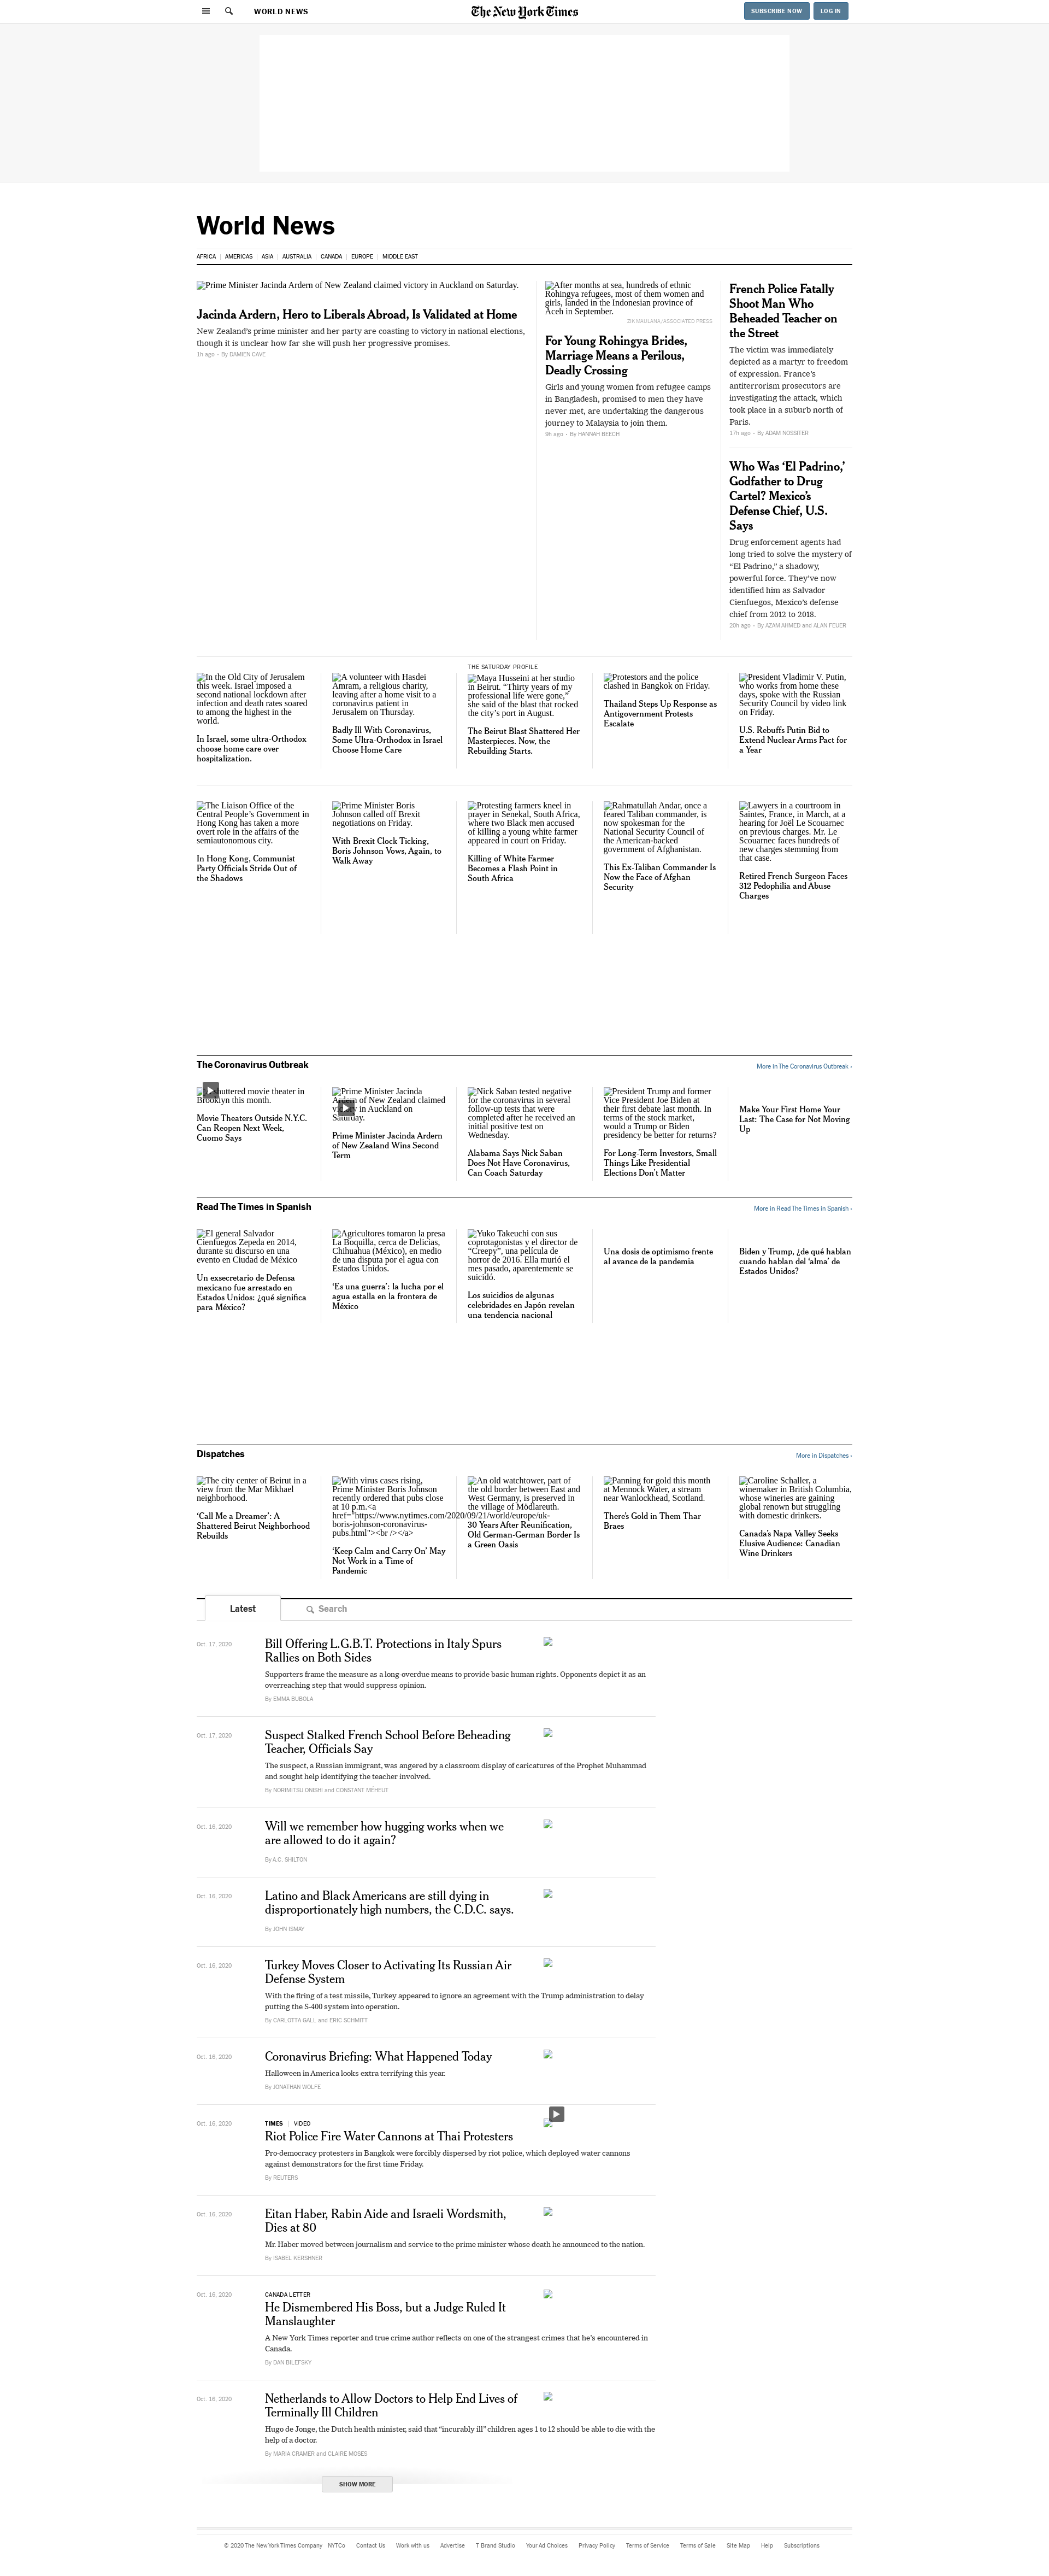 WORLD NEWS
The New York Times
SUBSCRIBE NOW
LOG IN
World News
AFRICA
AMERICAS
ASIA
AUSTRALIA
CANADA
EUROPE
MIDDLE EAST
Prime Minister Jacinda Ardern of New Zealand claimed victory in Auckland on Saturday.
Jacinda Ardern, Hero to Liberals Abroad, Is Validated at Home
New Zealand's prime minister and her party are coasting to victory in national elections,
though it is unclear how far she will push her progressive promises.
1h ago - By DAMIEN CAVE
After months at sea, hundreds of ethnic
Rohingya refugees, most of them women and
girls, landed in the Indonesian province of
Aceh in September.
ZIK MAULANA/ASSOCIATED PRESS
For Young Rohingya Brides,
Marriage Means a Perilous,
Deadly Crossing
Girls and young women from refugee camps
in Bangladesh, promised to men they have
never met, are undertaking the dangerous
journey to Malaysia to join them.
9h ago - By HANNAH BEECH
French Police Fatally
Shoot Man Who
Beheaded Teacher on
the Street
The victim was immediately
depicted as a martyr to freedom
of expression. France's
antiterrorism prosecutors are
investigating the attack, which
took place in a suburb north of
Paris.
17h ago - By ADAM NOSSITER
Who Was 'El Padrino,'
Godfather to Drug
Cartel? Mexico's
Defense Chief, U.S.
Says
Drug enforcement agents had
long tried to solve the mystery of
"El Padrino," a shadowy,
powerful force. They've now
identified him as Salvador
Cienfuegos, Mexico's defense
chief from 2012 to 2018.
20h ago - By AZAM AHMED and ALAN FEUER
In the Old City of Jerusalem
this week. Israel imposed a
second national lockdown after
infection and death rates soared
to among the highest in the
world.
In Israel, some ultra-Orthodox
choose home care over
hospitalization.
A volunteer with Hasdei
Amram, a religious charity,
leaving after a home visit to a
coronavirus patient in
Jerusalem on Thursday.
Badly Ill With Coronavirus,
Some Ultra-Orthodox in Israel
Choose Home Care
THE SATURDAY PROFILE
Maya Husseini at her studio
in Beirut. "Thirty years of my
professional life were gone,"
she said of the blast that rocked
the city's port in August.
The Beirut Blast Shattered Her
Masterpieces. Now, the
Rebuilding Starts.
Protestors and the police
clashed in Bangkok on Friday.
Thailand Steps Up Response as
Antigovernment Protests
Escalate
President Vladimir V. Putin,
who works from home these
days, spoke with the Russian
Security Council by video link
on Friday.
U.S. Rebuffs Putin Bid to
Extend Nuclear Arms Pact for
a Year
The Liaison Office of the
Central People's Government in
Hong Kong has taken a more
overt role in the affairs of the
semiautonomous city.
In Hong Kong, Communist
Party Officials Stride Out of
the Shadows
Prime Minister Boris
Johnson called off Brexit
negotiations on Friday.
With Brexit Clock Ticking,
Boris Johnson Vows, Again, to
Walk Away
Protesting farmers kneel in
prayer in Senekal, South Africa,
where two Black men accused
of killing a young white farmer
appeared in court on Friday.
Killing of White Farmer
Becomes a Flash Point in
South Africa
Rahmatullah Andar, once a
feared Taliban commander, is
now spokesman for the
National Security Council of
the American-backed
government of Afghanistan.
This Ex-Taliban Commander Is
Now the Face of Afghan
Security
Lawyers in a courtroom in
Saintes, France, in March, at a
hearing for Joël Le Scouarnec
on previous charges. Mr. Le
Scouarnec faces hundreds of
new charges stemming from
that case.
Retired French Surgeon Faces
312 Pedophilia and Abuse
Charges
The Coronavirus Outbreak
More in The Coronavirus Outbreak ›
uttered movie theater in
Brooklyn this month.
Movie Theaters Outside N.Y.C.
Can Reopen Next Week,
Cuomo Says
Prime Minister Jacinda
of New Zealand claimed
in Auckland on
Saturday.
Prime Minister Jacinda Ardern
of New Zealand Wins Second
Term
Nick Saban tested negative
for the coronavirus in several
follow-up tests that were
completed after he received an
initial positive test on
Wednesday.
Alabama Says Nick Saban
Does Not Have Coronavirus,
Can Coach Saturday
President Trump and former
Vice President Joe Biden at
their first debate last month. In
terms of the stock market,
would a Trump or Biden
presidency be better for returns?
For Long-Term Investors, Small
Things Like Presidential
Elections Don't Matter
Make Your First Home Your
Last: The Case for Not Moving
Up
Read The Times in Spanish
More in Read The Times in Spanish ›
El general Salvador
Cienfuegos Zepeda en 2014,
durante su discurso en una
evento en Ciudad de México
Un exsecretario de Defensa
mexicano fue arrestado en
Estados Unidos: ¿qué significa
para México?
Agricultores tomaron la presa
La Boquilla, cerca de Delicias,
Chihuahua (México), en medio
de una disputa por el agua con
Estados Unidos.
'Es una guerra': la lucha por el
agua estalla en la frontera de
México
Yuko Takeuchi con sus
coprotagonistas y el director de
"Creepy", una película de
horror de 2016. Ella murió el
mes pasado, aparentemente se
suicidó.
Los suicidios de algunas
celebridades en Japón revelan
una tendencia nacional
Una dosis de optimismo frente
al avance de la pandemia
Biden y Trump, ¿de qué hablan
cuando hablan del 'alma' de
Estados Unidos?
Dispatches
More in Dispatches ›
The city center of Beirut in a
view from the Mar Mikhael
neighborhood.
'Call Me a Dreamer': A
Shattered Beirut Neighborhood
Rebuilds
With virus cases rising,
Prime Minister Boris Johnson
recently ordered that pubs close
at 10 p.m.<a
href="https://www.nytimes.com/2020/09/21/world/europe/uk-
boris-johnson-coronavirus-
pubs.html"><br /></a>
'Keep Calm and Carry On' May
Not Work in a Time of
Pandemic
An old watchtower, part of
the old border between East and
West Germany, is preserved in
the village of Mödlareuth.
30 Years After Reunification,
Old German-German Border Is
a Green Oasis
Panning for gold this month
at Mennock Water, a stream
near Wanlockhead, Scotland.
There's Gold in Them Thar
Braes
Caroline Schaller, a
winemaker in British Columbia,
whose wineries are gaining
global renown but struggling
with domestic drinkers.
Canada's Napa Valley Seeks
Elusive Audience: Canadian
Wine Drinkers
Latest
Search
Oct. 17, 2020
Bill Offering L.G.B.T. Protections in Italy Spurs
Rallies on Both Sides
Supporters frame the measure as a long-overdue means to provide basic human rights. Opponents depict it as an
overreaching step that would suppress opinion.
By EMMA BUBOLA
Oct. 17, 2020
Suspect Stalked French School Before Beheading
Teacher, Officials Say
The suspect, a Russian immigrant, was angered by a classroom display of caricatures of the Prophet Muhammad
and sought help identifying the teacher involved.
By NORIMITSU ONISHI and CONSTANT MÉHEUT
Oct. 16, 2020
Will we remember how hugging works when we
are allowed to do it again?
By A.C. SHILTON
Oct. 16, 2020
Latino and Black Americans are still dying in
disproportionately high numbers, the C.D.C. says.
By JOHN ISMAY
Oct. 16, 2020
Turkey Moves Closer to Activating Its Russian Air
Defense System
With the firing of a test missile, Turkey appeared to ignore an agreement with the Trump administration to delay
putting the S-400 system into operation.
By CARLOTTA GALL and ERIC SCHMITT
Oct. 16, 2020
Coronavirus Briefing: What Happened Today
Halloween in America looks extra terrifying this year.
By JONATHAN WOLFE
Oct. 16, 2020
TIMES | VIDEO
Riot Police Fire Water Cannons at Thai Protesters
Pro-democracy protesters in Bangkok were forcibly dispersed by riot police, which deployed water cannons
against demonstrators for the first time Friday.
By REUTERS
Oct. 16, 2020
Eitan Haber, Rabin Aide and Israeli Wordsmith,
Dies at 80
Mr. Haber moved between journalism and service to the prime minister whose death he announced to the nation.
By ISABEL KERSHNER
Oct. 16, 2020
CANADA LETTER
He Dismembered His Boss, but a Judge Ruled It
Manslaughter
A New York Times reporter and true crime author reflects on one of the strangest crimes that he's encountered in
Canada.
By DAN BILEFSKY
Oct. 16, 2020
Netherlands to Allow Doctors to Help End Lives of
Terminally Ill Children
Hugo de Jonge, the Dutch health minister, said that "incurably ill" children ages 1 to 12 should be able to die with the
help of a doctor.
By MARIA CRAMER and CLAIRE MOSES
SHOW MORE
© 2020 The New York Times Company
NYTCo
Contact Us
Work with us
Advertise
T Brand Studio
Your Ad Choices
Privacy Policy
Terms of Service
Terms of Sale
Site Map
Help
Subscriptions